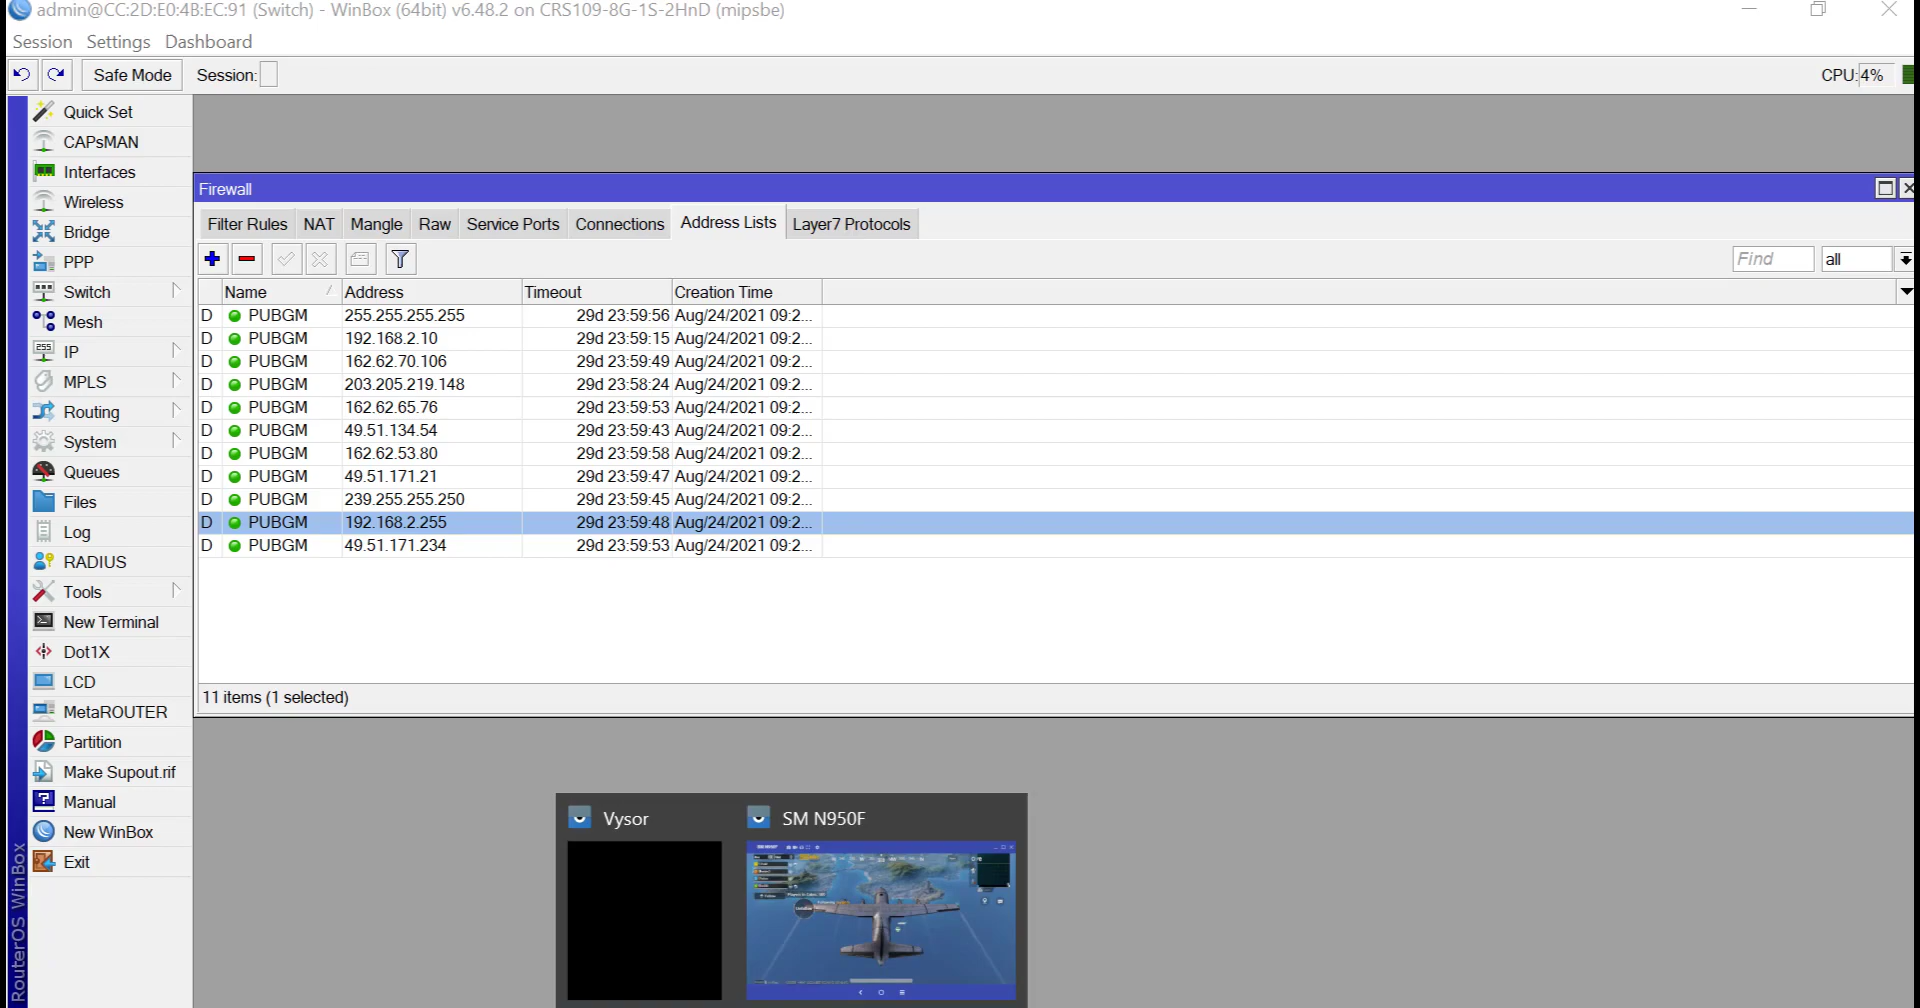 admin@CC:2D:E0:4B:EC:91 (Switch) - WinBox (64bit) v6.48.2 on CRS109-8G-1S-2HnD (mipsbe)
Session Settings Dashboard
Safe Mode Session: CPU: 4%
Quick Set
CAPsMAN
Interfaces
Wireless
Bridge
PPP
Switch
Mesh
IP
MPLS
Routing
System
Queues
Files
Log
RADIUS
Tools
New Terminal
Dot1X
LCD
MetaROUTER
Partition
Make Supout.rif
Manual
New WinBox
Exit
RouterOS WinBox
Firewall
Filter Rules NAT Mangle Raw Service Ports Connections Address Lists Layer7 Protocols
Find all
Name Address Timeout Creation Time
D PUBGM 255.255.255.255 29d 23:59:56 Aug/24/2021 09:2...
D PUBGM 192.168.2.10 29d 23:59:15 Aug/24/2021 09:2...
D PUBGM 162.62.70.106 29d 23:59:49 Aug/24/2021 09:2...
D PUBGM 203.205.219.148 29d 23:58:24 Aug/24/2021 09:2...
D PUBGM 162.62.65.76 29d 23:59:53 Aug/24/2021 09:2...
D PUBGM 49.51.134.54 29d 23:59:43 Aug/24/2021 09:2...
D PUBGM 162.62.53.80 29d 23:59:58 Aug/24/2021 09:2...
D PUBGM 49.51.171.21 29d 23:59:47 Aug/24/2021 09:2...
D PUBGM 239.255.255.250 29d 23:59:45 Aug/24/2021 09:2...
D PUBGM 192.168.2.255 29d 23:59:48 Aug/24/2021 09:2...
D PUBGM 49.51.171.234 29d 23:59:53 Aug/24/2021 09:2...
11 items (1 selected)
Vysor SM N950F